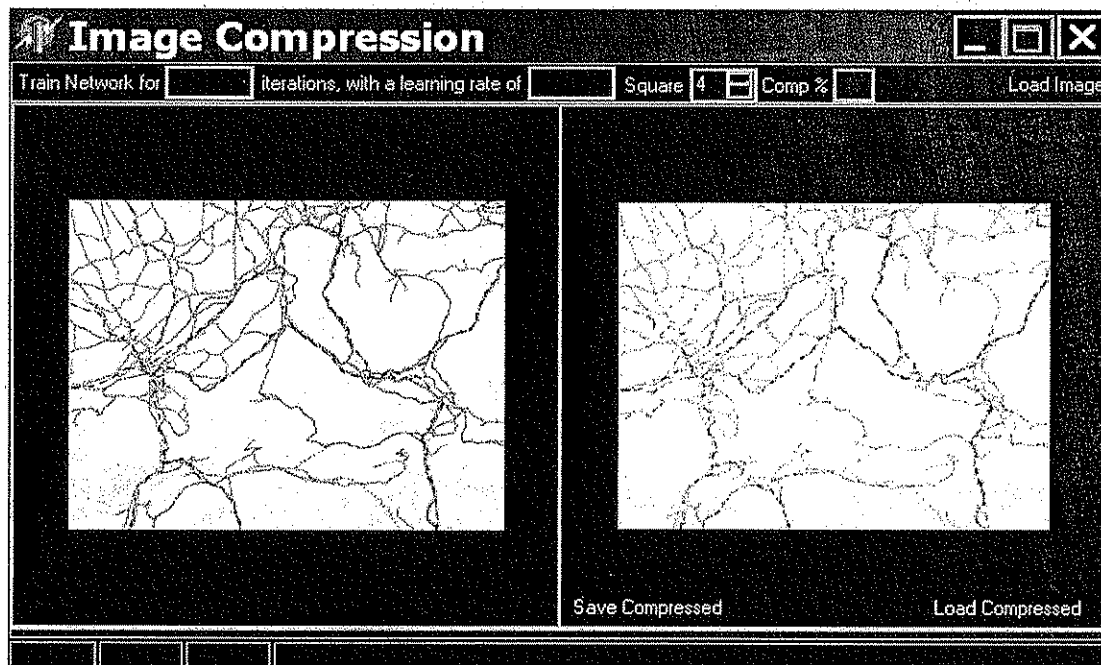 Image Compression
Train Network for iterations, with a learning rate of Square 4 Comp % Load Image
Save Compressed Load Compressed